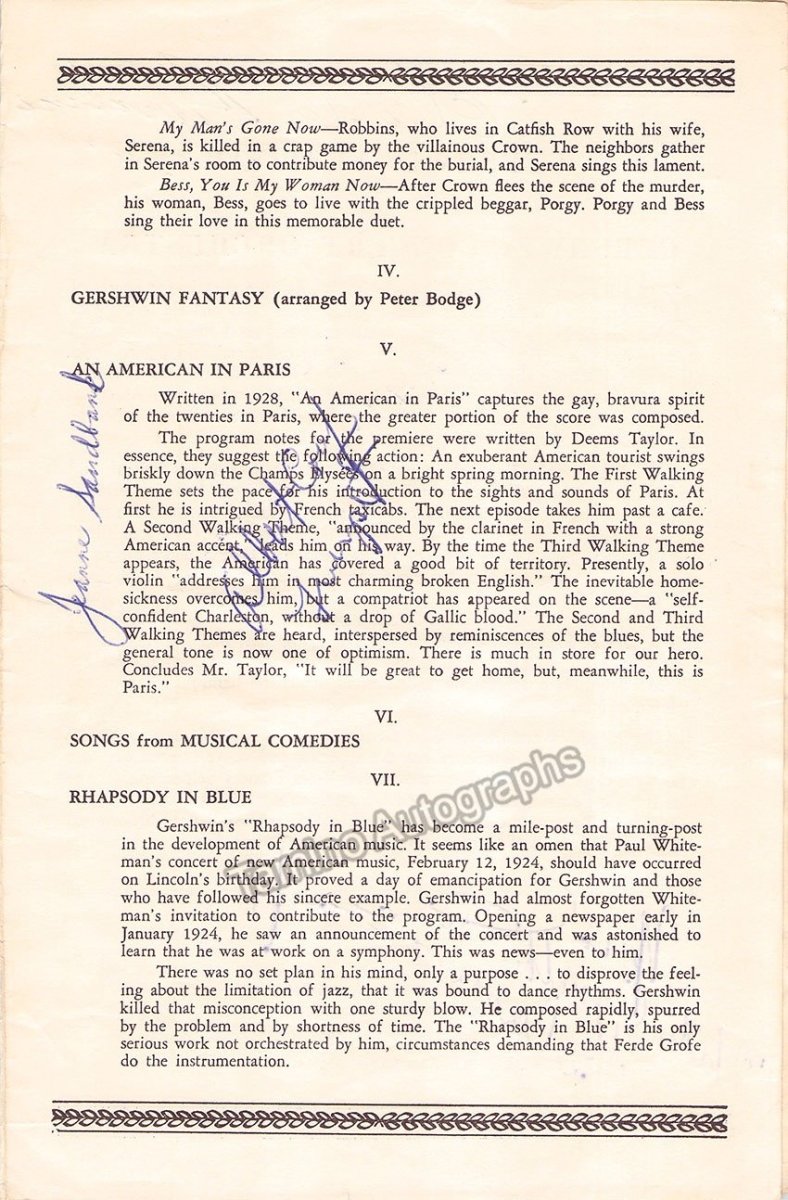 My Man's Gone Now—Robbins, who lives in Catfish Row with his wife,
Serena, is killed in a crap game by the villainous Crown. The neighbors gather
in Serena's room to contribute money for the burial, and Serena sings this lament.
Bess, You Is My Woman Now—After Crown flees the scene of the murder,
his woman, Bess, goes to live with the crippled beggar, Porgy. Porgy and Bess
sing their love in this memorable duet.
IV.
GERSHWIN FANTASY (arranged by Peter Bodge)
V.
AN AMERICAN IN PARIS
Written in 1928, "An American in Paris" captures the gay, bravura spirit
of the twenties in Paris, where the greater portion of the score was composed.
The program notes for the premiere were written by Deems Taylor. In
essence, they suggest the following action: An exuberant American tourist swings
briskly down the Champs Elysées on a bright spring morning. The First Walking
Theme sets the pace for his introduction to the sights and sounds of Paris. At
first he is intrigued by French taxicabs. The next episode takes him past a cafe.
A Second Walking Theme, "announced by the clarinet in French with a strong
American accent," leads him on his way. By the time the Third Walking Theme
appears, the American has covered a good bit of territory. Presently, a solo
violin "addresses him in most charming broken English." The inevitable home-
sickness overcomes him, but a compatriot has appeared on the scene—a "self-
confident Charleston, without a drop of Gallic blood." The Second and Third
Walking Themes are heard, interspersed by reminiscences of the blues, but the
general tone is now one of optimism. There is much in store for our hero.
Concludes Mr. Taylor, "It will be great to get home, but, meanwhile, this is
Paris."
Jeanne Sandbank
VI.
SONGS from MUSICAL COMEDIES
VII.
RHAPSODY IN BLUE
Gershwin's "Rhapsody in Blue" has become a mile-post and turning-post
in the development of American music. It seems like an omen that Paul White-
man's concert of new American music, February 12, 1924, should have occurred
on Lincoln's birthday. It proved a day of emancipation for Gershwin and those
who have followed his sincere example. Gershwin had almost forgotten White-
man's invitation to contribute to the program. Opening a newspaper early in
January 1924, he saw an announcement of the concert and was astonished to
learn that he was at work on a symphony. This was news—even to him.
There was no set plan in his mind, only a purpose . . . to disprove the feel-
ing about the limitation of jazz, that it was bound to dance rhythms. Gershwin
killed that misconception with one sturdy blow. He composed rapidly, spurred
by the problem and by shortness of time. The "Rhapsody in Blue" is his only
serious work not orchestrated by him, circumstances demanding that Ferde Grofe
do the instrumentation.
Tamino Autographs